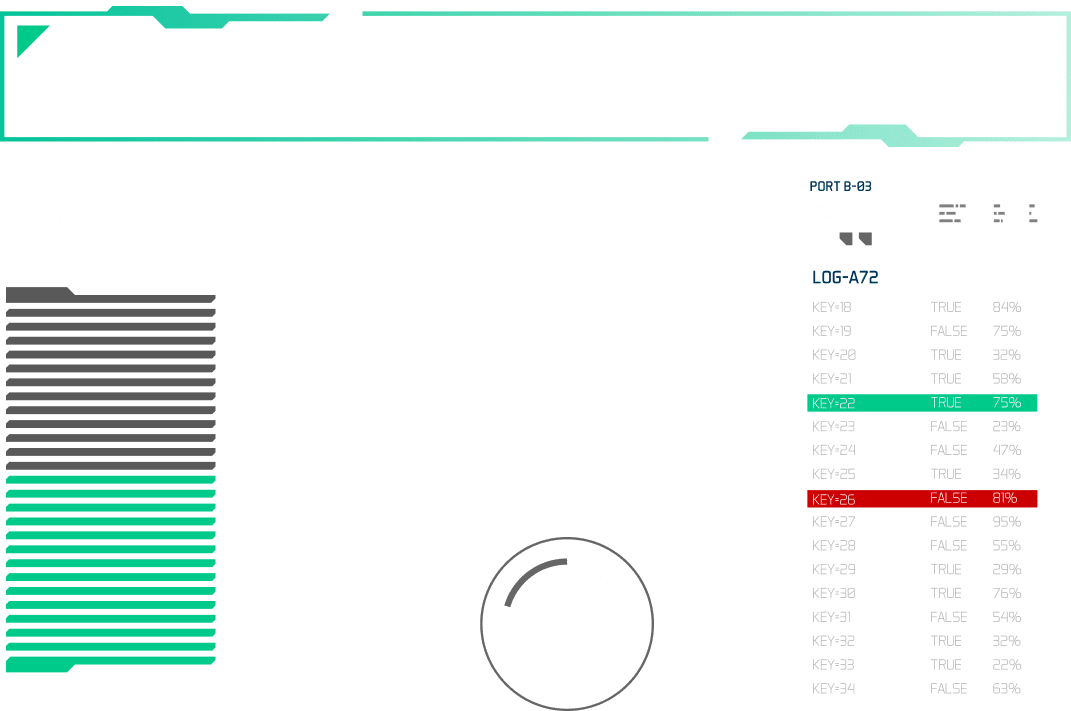 PORT B-03
LOG-A72
KEY=18 TRUE 84%
KEY=19 FALSE 75%
KEY=20 TRUE 32%
KEY=21 TRUE 58%
KEY=22 TRUE 75%
KEY=23 FALSE 23%
KEY=24 FALSE 47%
KEY=25 TRUE 34%
KEY=26 FALSE 81%
KEY=27 FALSE 95%
KEY=28 FALSE 55%
KEY=29 TRUE 29%
KEY=30 TRUE 76%
KEY=31 FALSE 54%
KEY=32 TRUE 32%
KEY=33 TRUE 22%
KEY=34 FALSE 63%